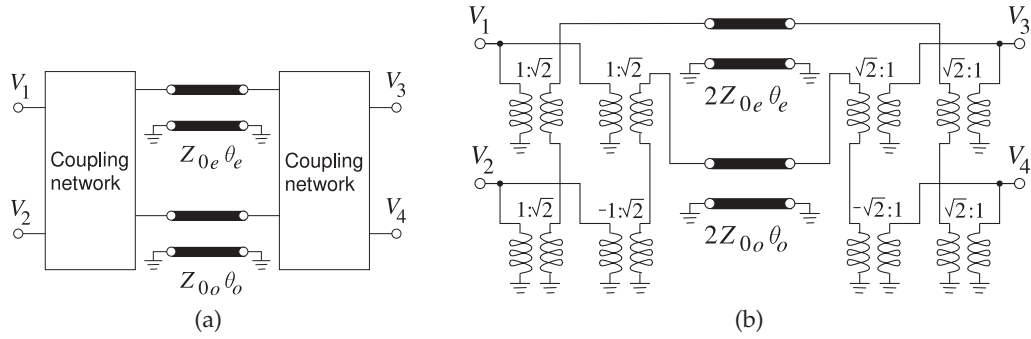 V1
V2
Coupling
network
Z0e θe
Z0o θo
Coupling
network
V3
V4
(a)
V1
V2
1:√2
1:√2
1:√2
-1:√2
2Z0e θe
2Z0o θo
√2:1
√2:1
-√2:1
√2:1
V3
V4
(b)